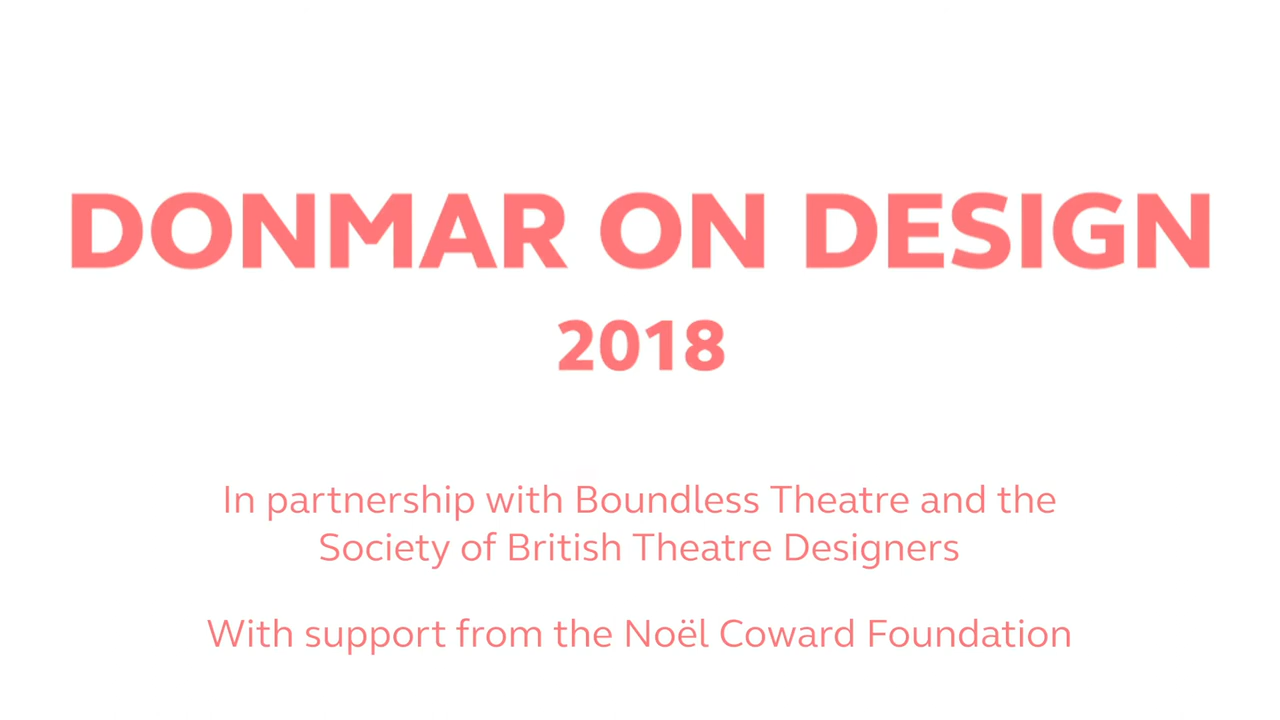 DONMAR ON DESIGN
2018
In partnership with Boundless Theatre and the
Society of British Theatre Designers
With support from the Noël Coward Foundation